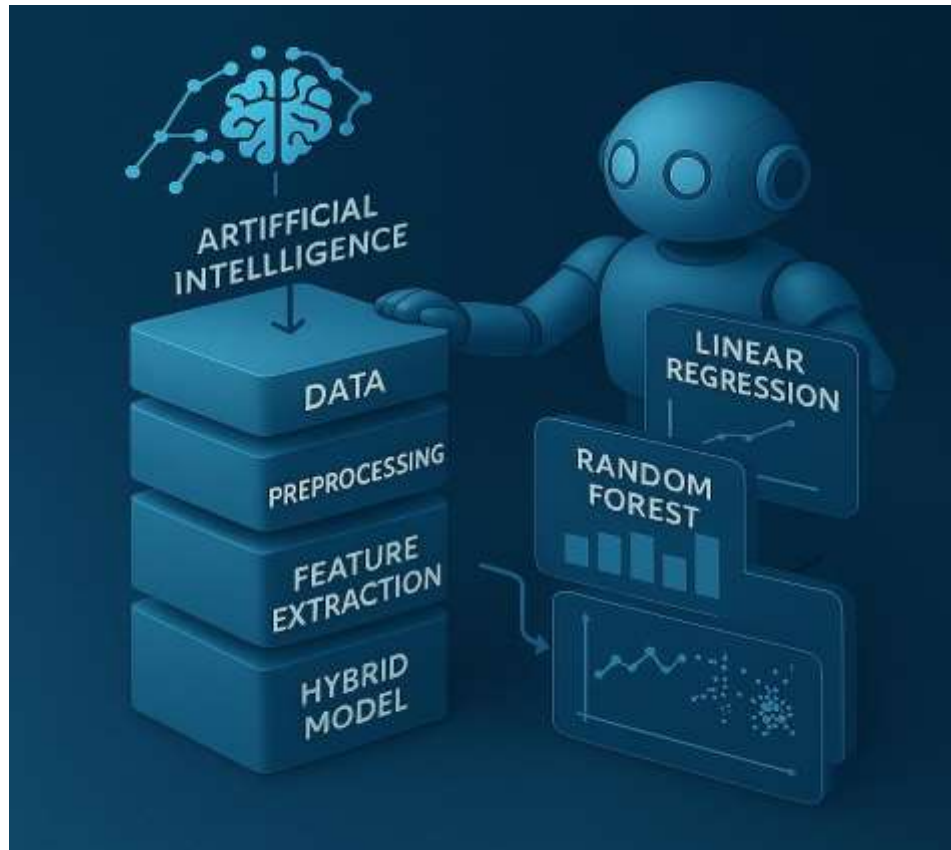 ARTIFFICIAL
INTELLLIGENCE
DATA
PREPROCESSING
FEATURE
EXTRACTION
HYBRID
MODEL
LINEAR
REGRESSION
RANDOM
FOREST